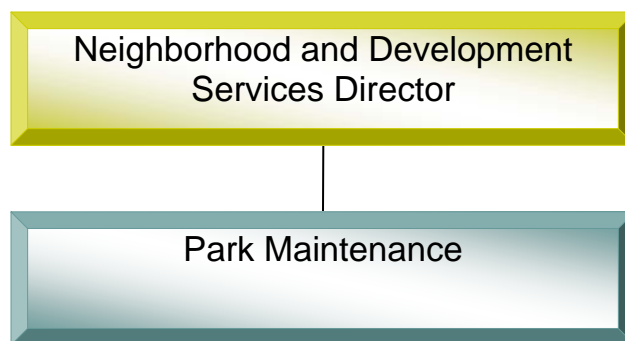 Neighborhood and Development
Services Director
Park Maintenance